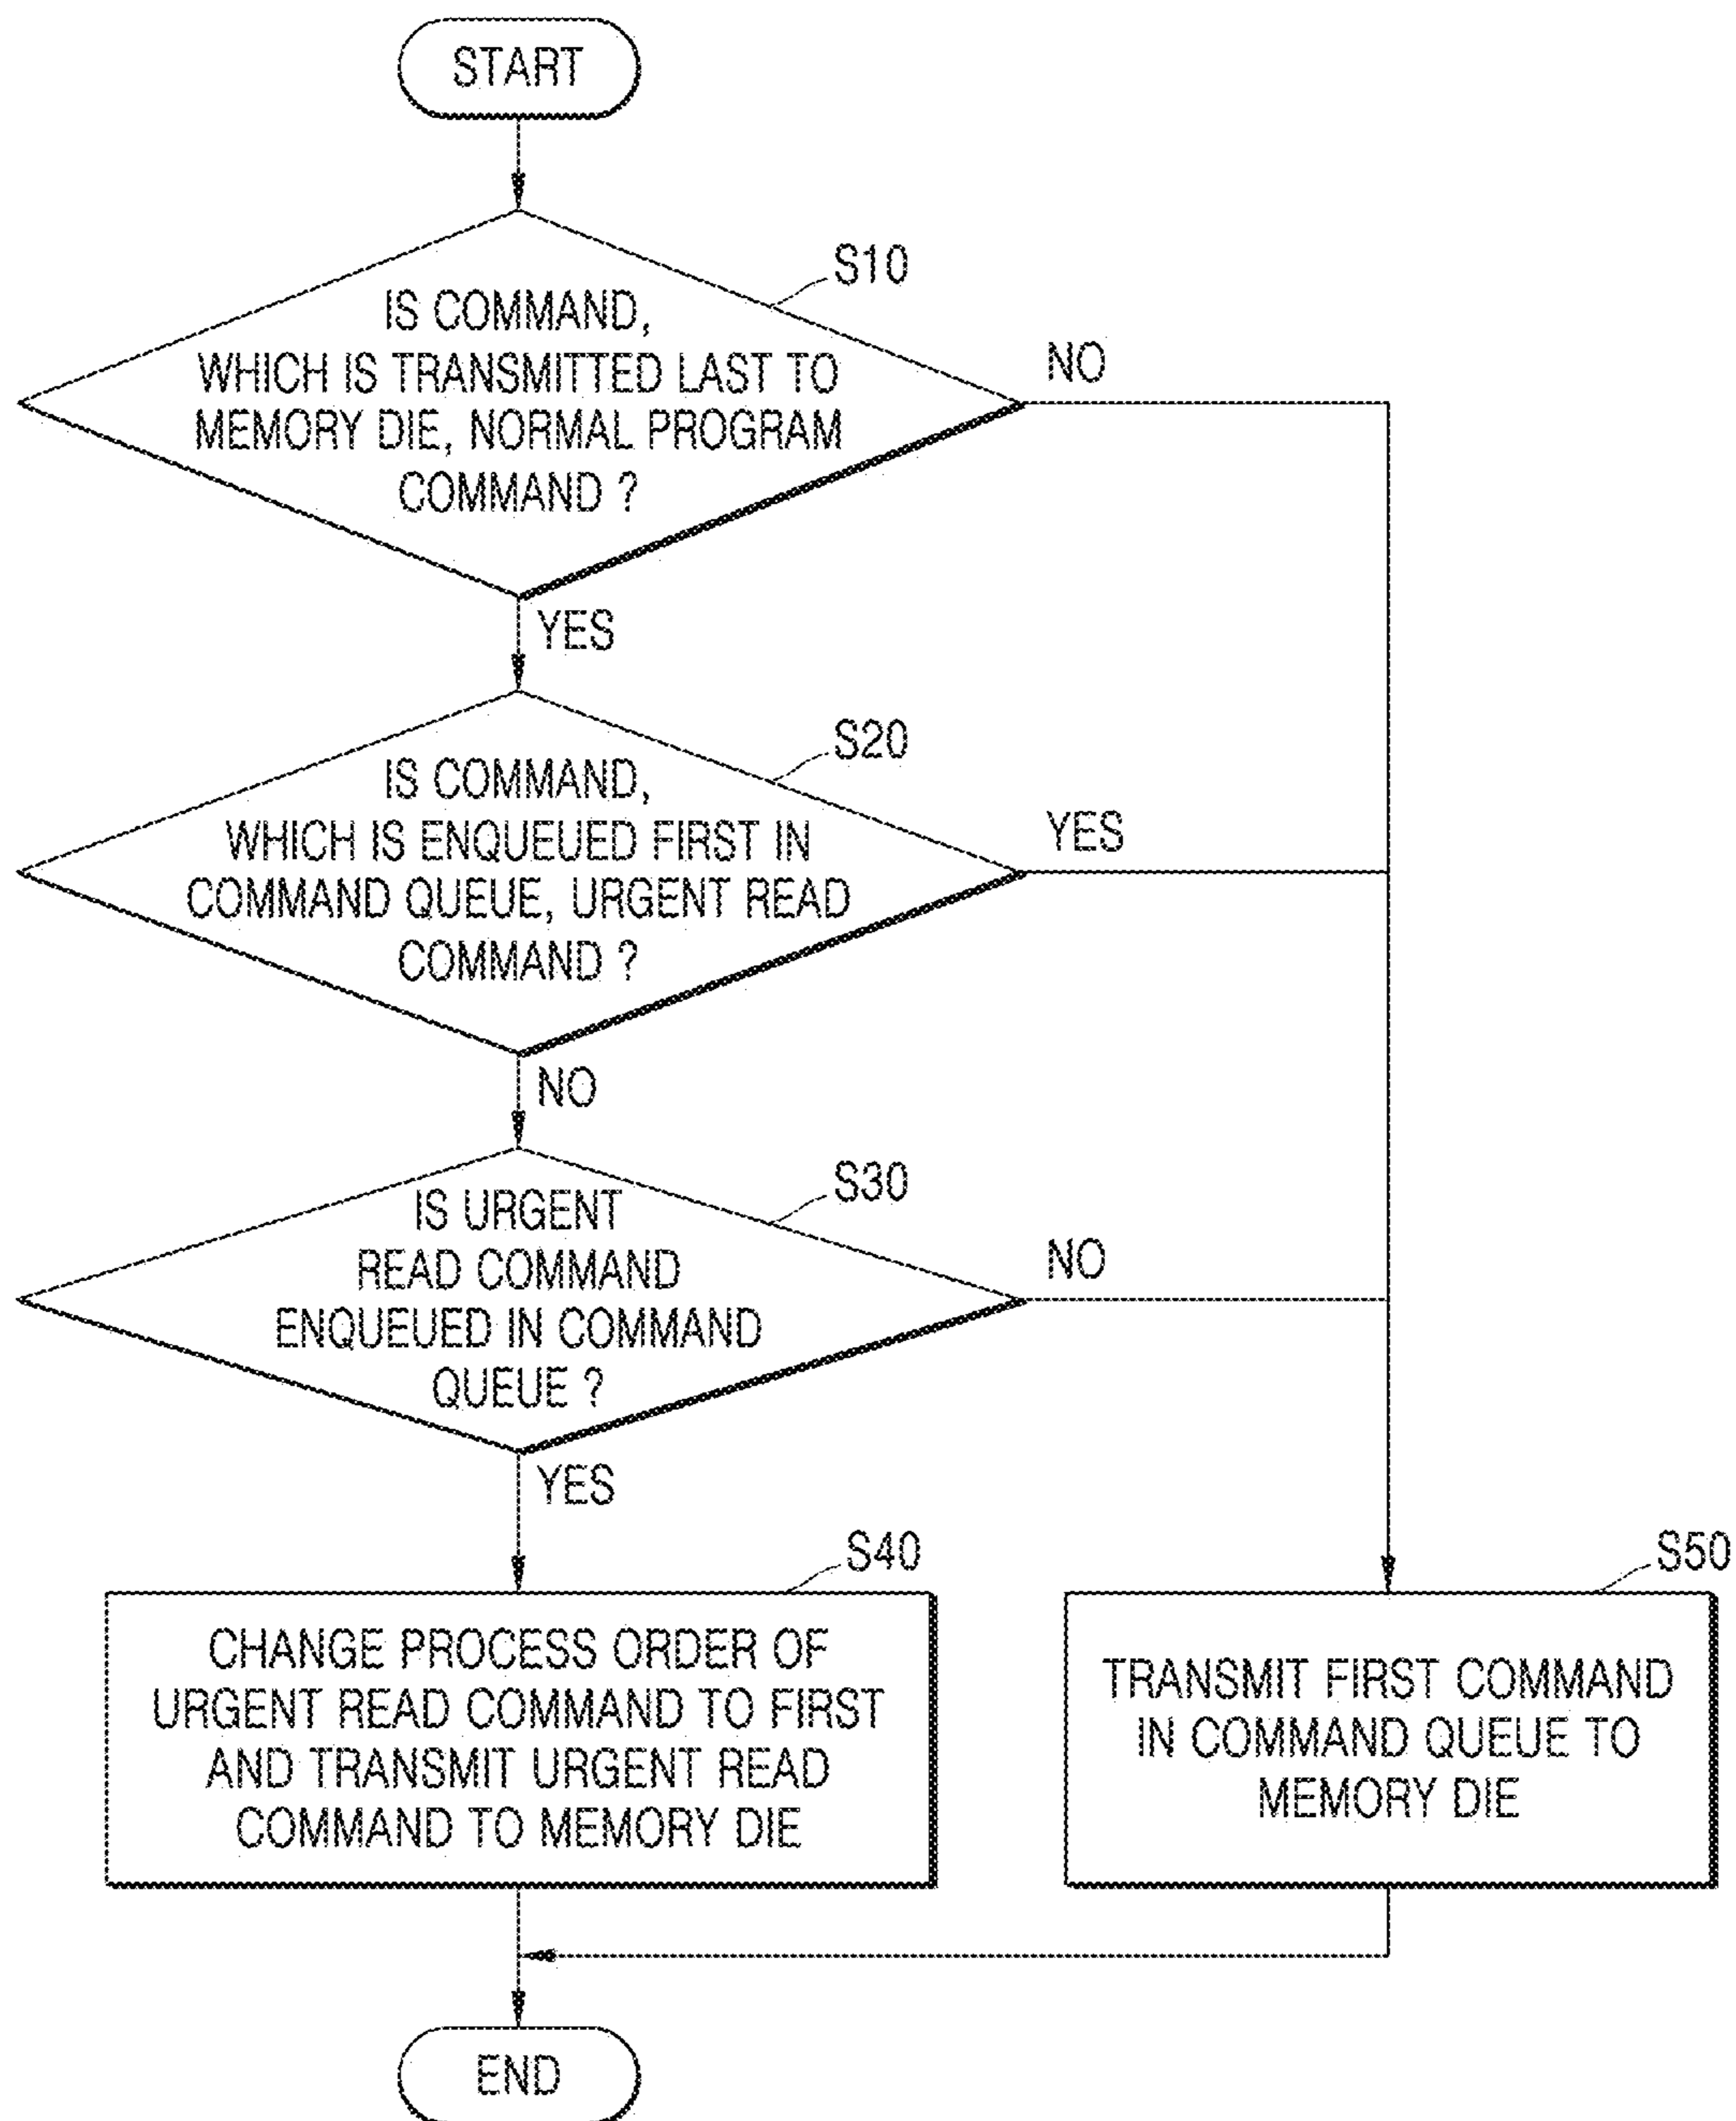 START
S10
IS COMMAND,
WHICH IS TRANSMITTED LAST TO
MEMORY DIE, NORMAL PROGRAM
COMMAND ?
NO
YES
S20
IS COMMAND,
WHICH IS ENQUEUED FIRST IN
COMMAND QUEUE, URGENT READ
COMMAND ?
YES
NO
S30
IS URGENT
READ COMMAND
ENQUEUED IN COMMAND
QUEUE ?
NO
YES
S40
CHANGE PROCESS ORDER OF
URGENT READ COMMAND TO FIRST
AND TRANSMIT URGENT READ
COMMAND TO MEMORY DIE
S50
TRANSMIT FIRST COMMAND
IN COMMAND QUEUE TO
MEMORY DIE
END